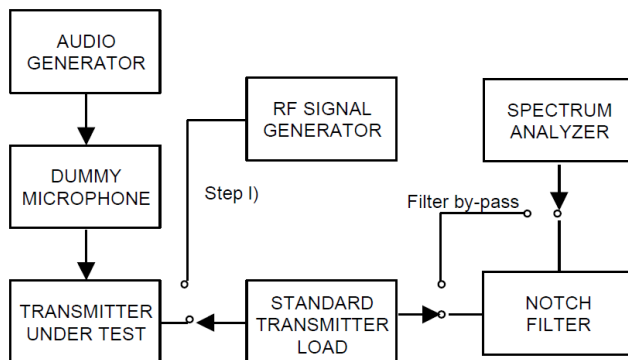 AUDIO
GENERATOR
RF SIGNAL
GENERATOR
SPECTRUM
ANALYZER
DUMMY
MICROPHONE
Step l)
Filter by-pass
TRANSMITTER
UNDER TEST
STANDARD
TRANSMITTER
LOAD
NOTCH
FILTER